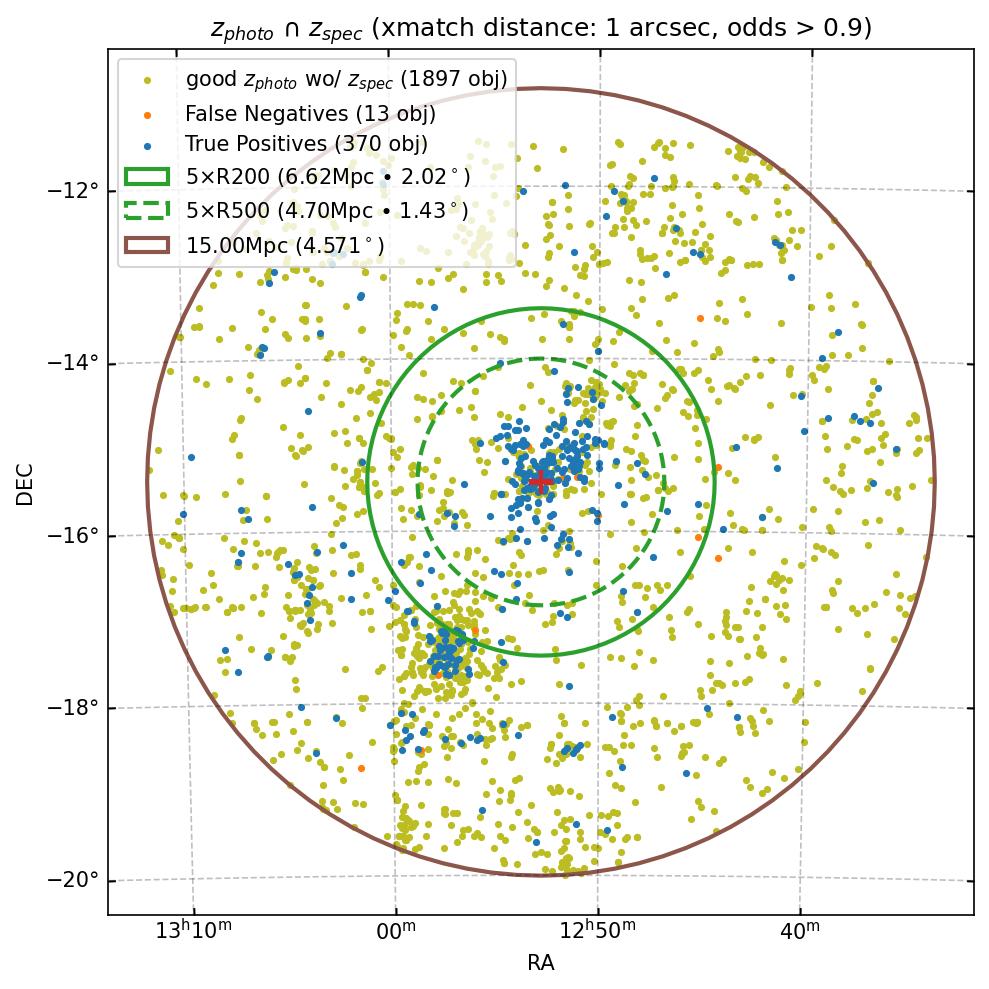 z_photo ∩ z_spec (xmatch distance: 1 arcsec, odds > 0.9)
good z_photo wo/ z_spec (1897 obj)
False Negatives (13 obj)
True Positives (370 obj)
5×R200 (6.62Mpc • 2.02°)
5×R500 (4.70Mpc • 1.43°)
15.00Mpc (4.571°)
−12°
−14°
−16°
−18°
−20°
DEC
13ʰ10ᵐ 00ᵐ 12ʰ50ᵐ 40ᵐ
RA